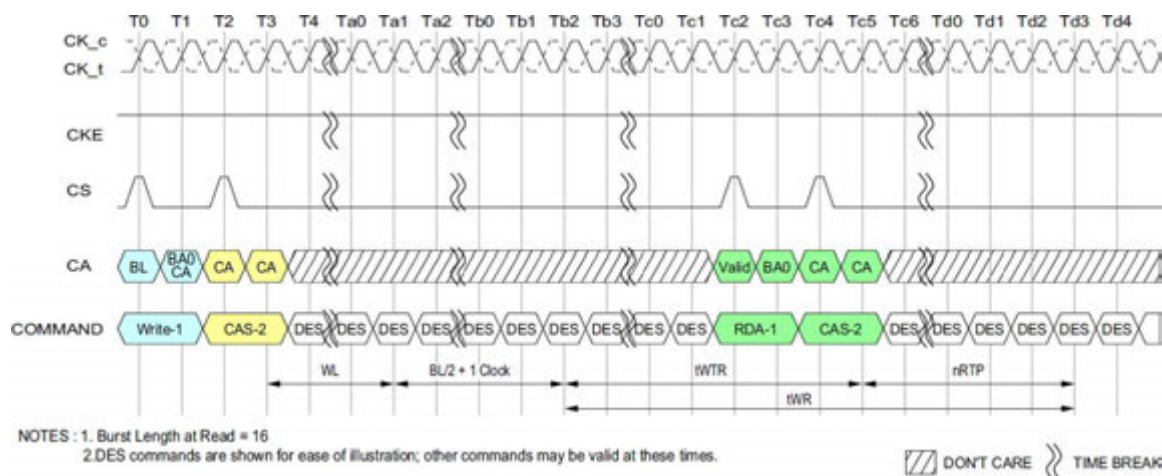 T0 T1 T2 T3 T4 Ta0 Ta1 Ta2 Tb0 Tb1 Tb2 Tb3 Tc0 Tc1 Tc2 Tc3 Tc4 Tc5 Tc6 Td0 Td1 Td2 Td3 Td4
CK_c
CK_t
CKE
CS
CA BL BA0 CA CA CA Valid BA0 CA CA
COMMAND Write-1 CAS-2 DES DES DES DES DES DES DES DES DES DES RDA-1 CAS-2 DES DES DES DES DES DES
WL BL/2 + 1 Clock tWTR nRTP
tWR
NOTES : 1. Burst Length at Read = 16
2.DES commands are shown for ease of illustration; other commands may be valid at these times.
DON'T CARE TIME BREAK